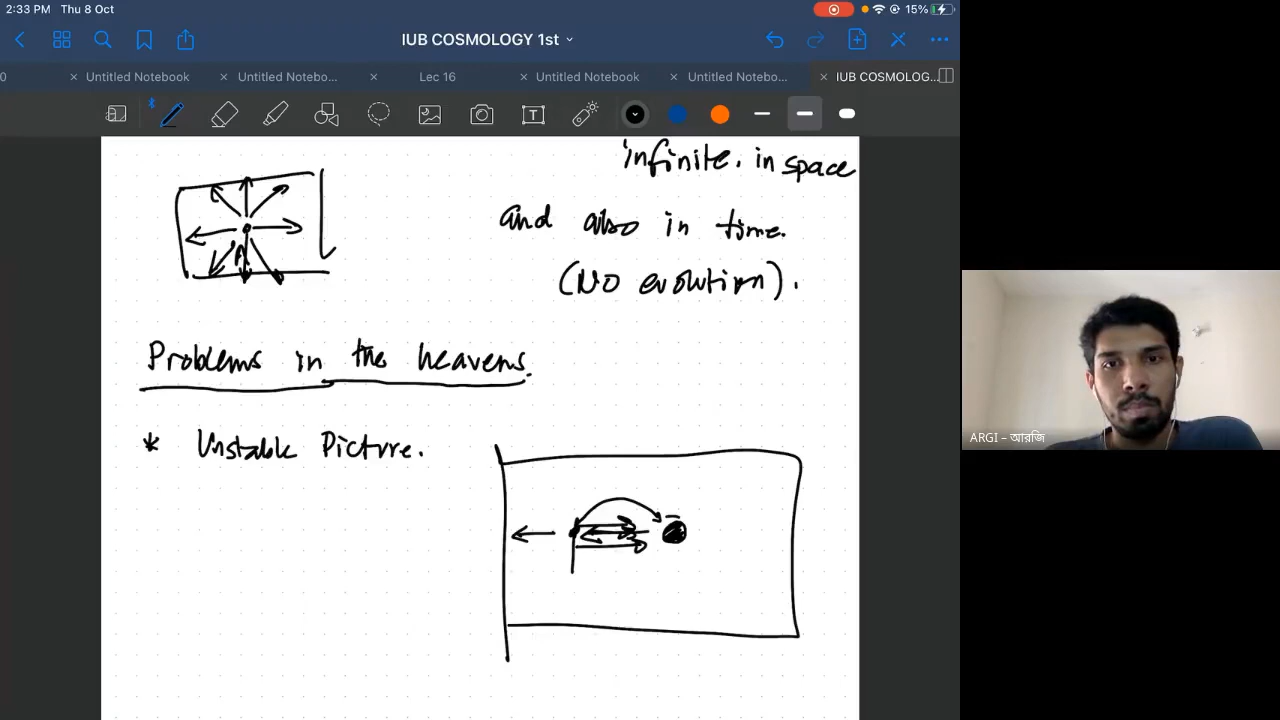 2:33 PM Thu 8 Oct
15%
IUB COSMOLOGY 1st
0
Untitled Notebook
Untitled Notebo...
Lec 16
Untitled Notebook
Untitled Notebo...
IUB COSMOLOG...
T
infinite. in space
and also in time.
(No evolution).
Problems in the heavens.
* Unstable Picture.
ARGI – আরজি